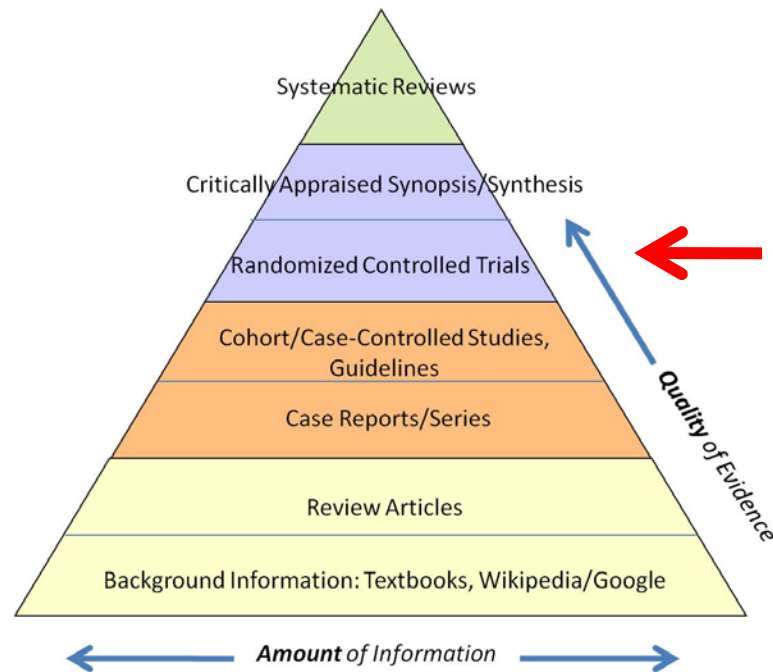 Systematic Reviews
Critically Appraised Synopsis/Synthesis
Randomized Controlled Trials
Cohort/Case-Controlled Studies,
Guidelines
Case Reports/Series
Review Articles
Background Information: Textbooks, Wikipedia/Google
Quality of Evidence
Amount of Information